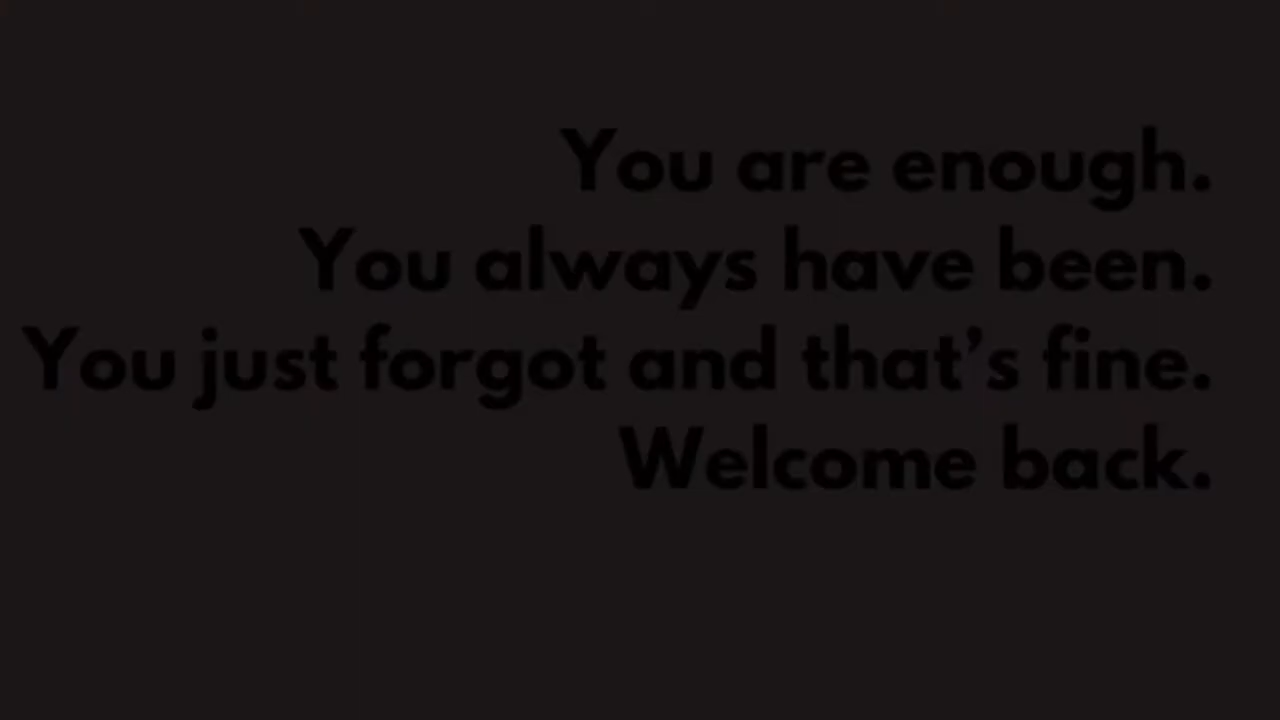 You are enough.
You always have been.
You just forgot and that’s fine.
Welcome back.